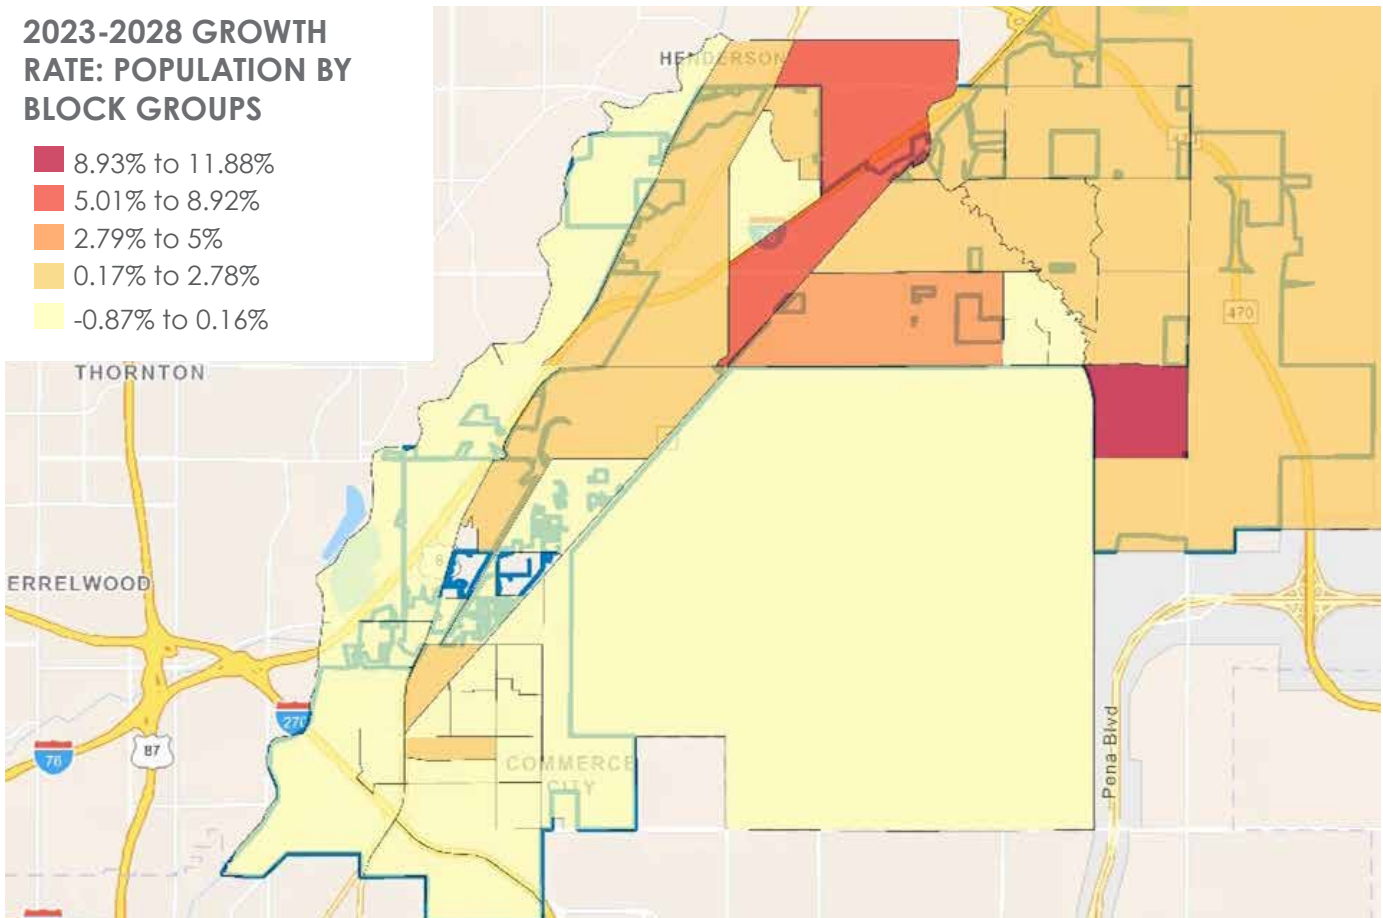 2023-2028 GROWTH
RATE: POPULATION BY
BLOCK GROUPS
8.93% to 11.88%
5.01% to 8.92%
2.79% to 5%
0.17% to 2.78%
-0.87% to 0.16%
HENDERSON
THORNTON
470
ERRELWOOD
270
76
87
COMMERCE
CITY
Pena Blvd